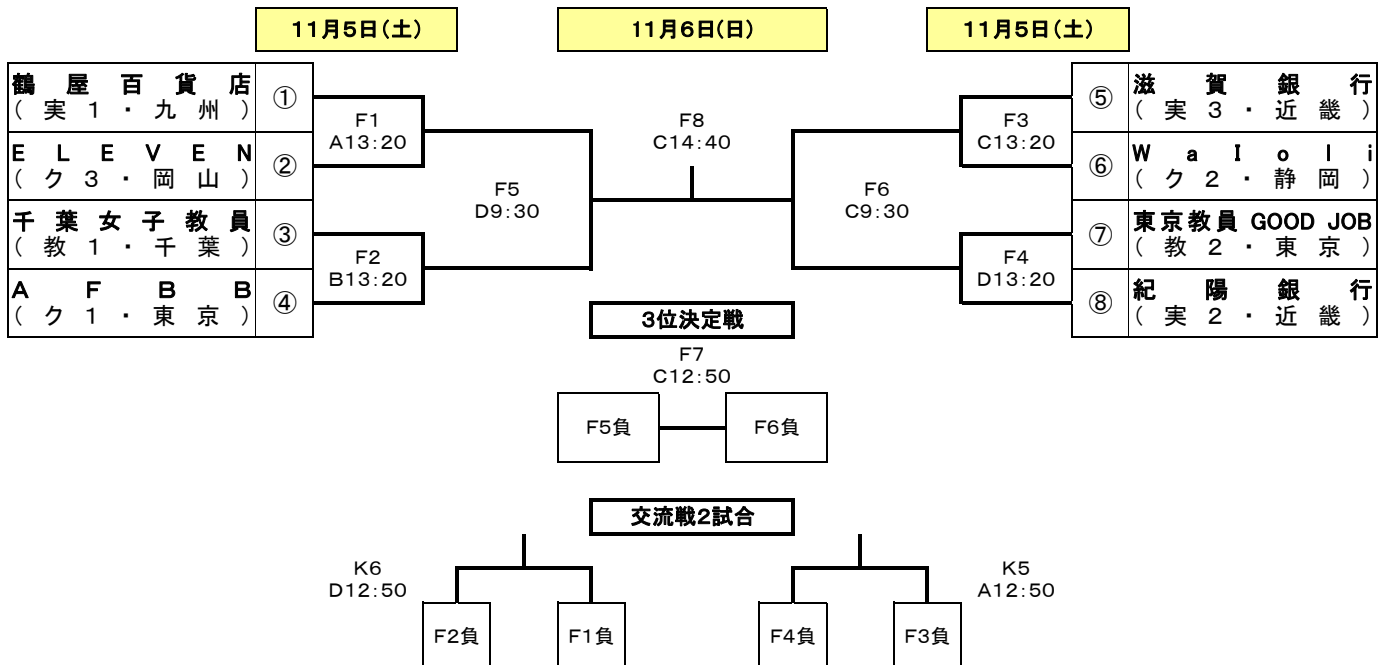 11月5日(土)
11月6日(日)
11月5日(土)
鶴屋百貨店
(実1・九州)
①
ELEVEN
(ク3・岡山)
②
千葉女子教員
(教1・千葉)
③
AFBB
(ク1・東京)
④
F1
A13:20
F2
B13:20
F5
D9:30
F8
C14:40
F6
C9:30
F3
C13:20
F4
D13:20
⑤
滋賀銀行
(実3・近畿)
⑥
WaIoli
(ク2・静岡)
⑦
東京教員 GOOD JOB
(教2・東京)
⑧
紀陽銀行
(実2・近畿)
3位決定戦
F7
C12:50
F5負
F6負
交流戦2試合
K6
D12:50
K5
A12:50
F2負
F1負
F4負
F3負